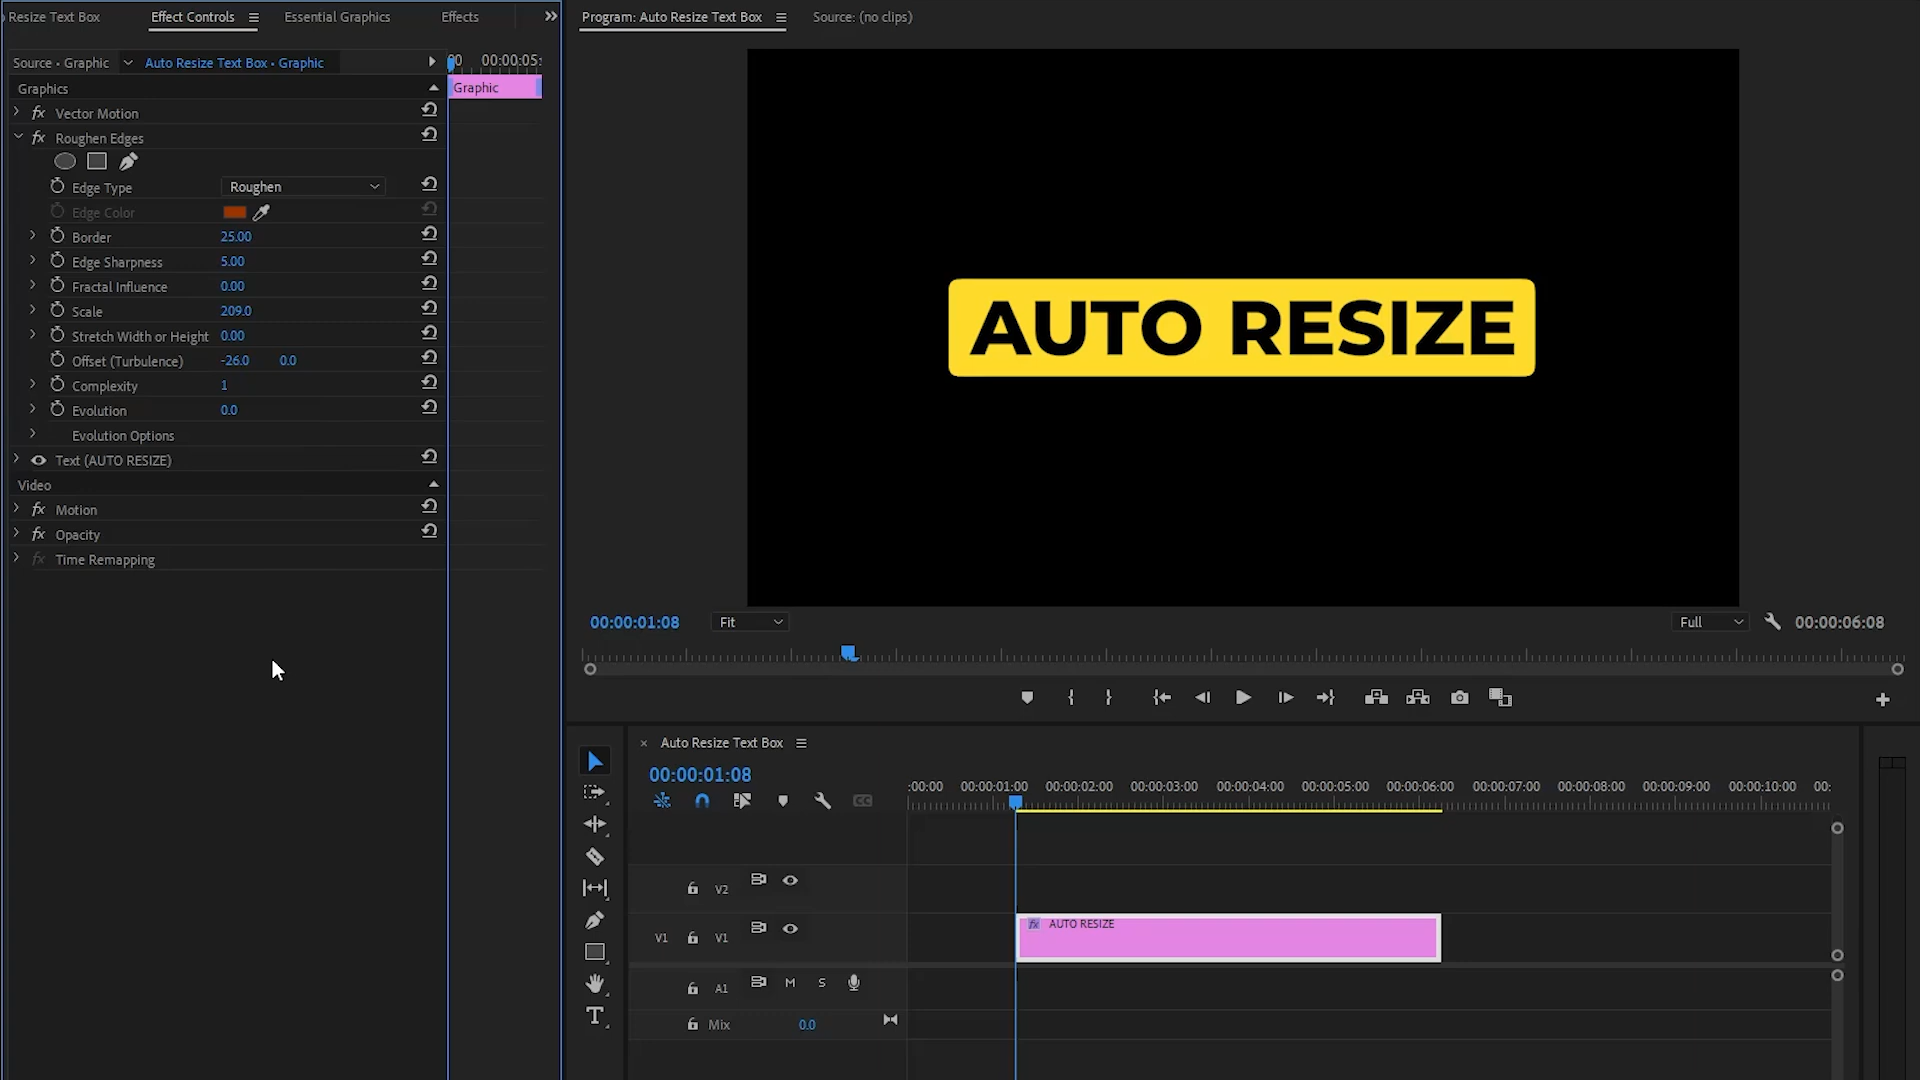 Resize Text Box
Effect Controls
Essential Graphics
Effects
Source • Graphic
Auto Resize Text Box • Graphic
00
00:00:05:
Graphics
Graphic
Vector Motion
Roughen Edges
Edge Type
Roughen
Edge Color
Border
25.00
Edge Sharpness
5.00
Fractal Influence
0.00
Scale
209.0
Stretch Width or Height
0.00
Offset (Turbulence)
-26.0
0.0
Complexity
1
Evolution
0.0
Evolution Options
Text (AUTO RESIZE)
Video
fx Motion
fx Opacity
fx Time Remapping
Program: Auto Resize Text Box
Source: (no clips)
AUTO RESIZE
00:00:01:08
Fit
Full
00:00:06:08
× Auto Resize Text Box
00:00:01:08
:00:00
00:00:01:00
00:00:02:00
00:00:03:00
00:00:04:00
00:00:05:00
00:00:06:00
00:00:07:00
00:00:08:00
00:00:09:00
00:00:10:00
00:
V2
V1
V1
fx AUTO RESIZE
A1
M
S
Mix
0.0